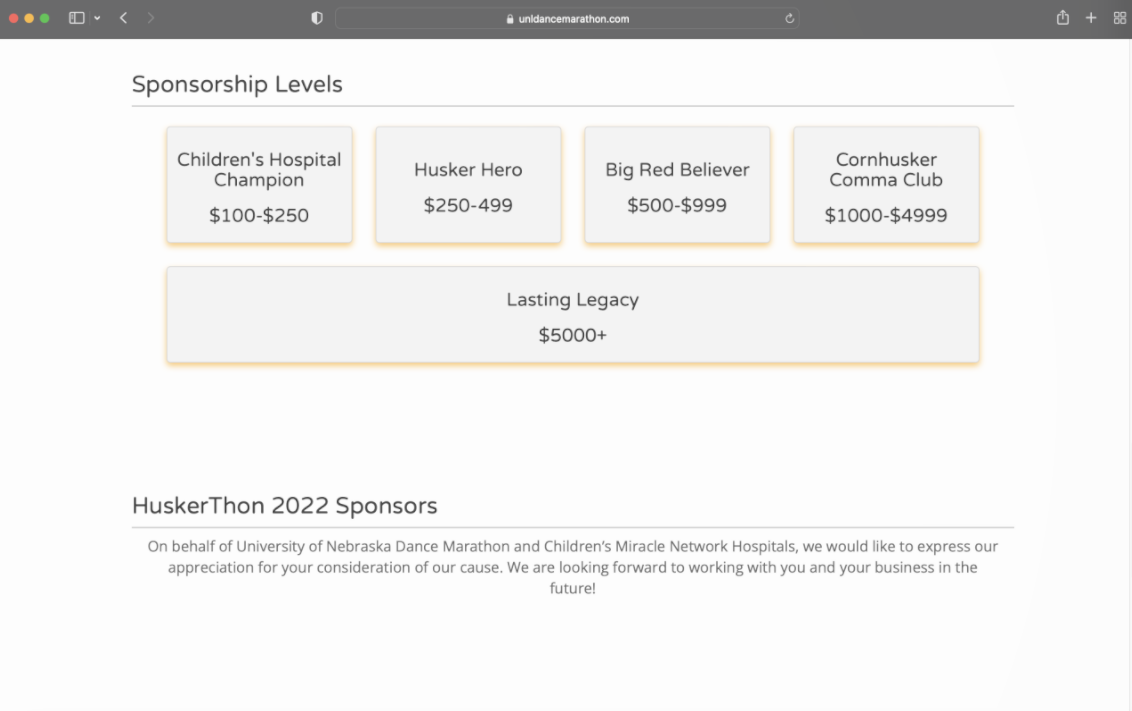 unldancemarathon.com
Sponsorship Levels
Children's Hospital
Champion
$100-$250
Husker Hero
$250-499
Big Red Believer
$500-$999
Cornhusker
Comma Club
$1000-$4999
Lasting Legacy
$5000+
HuskerThon 2022 Sponsors
On behalf of University of Nebraska Dance Marathon and Children's Miracle Network Hospitals, we would like to express our
appreciation for your consideration of our cause. We are looking forward to working with you and your business in the
future!